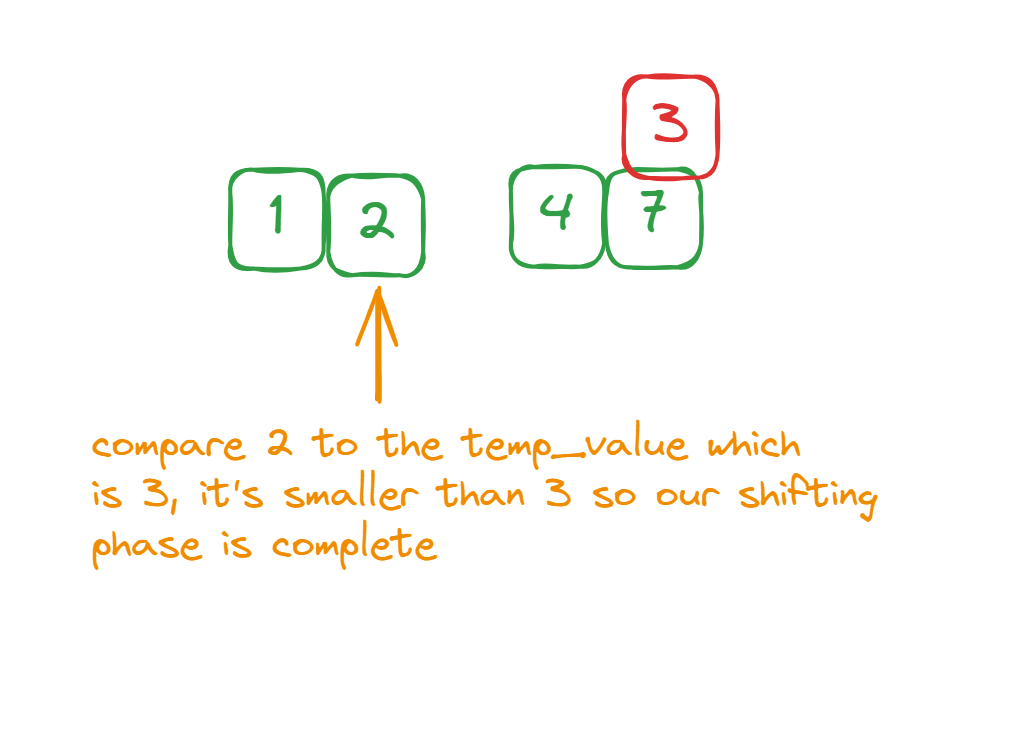 3
1 2 4 7
compare 2 to the temp_value which
is 3, it's smaller than 3 so our shifting
phase is complete